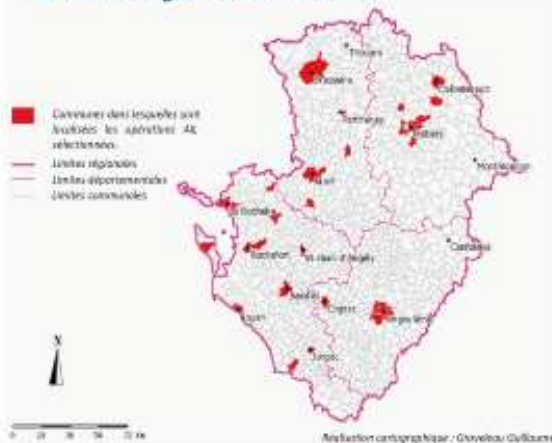 Communes dans lesquelles sont
localisées les opérations AIL
sélectionnées
Limites régionales
Limites départementales
Limites communales
Thouars
Bressuire
Châtellerault
Parthenay
Poitiers
Montmorillon
Niort
La Rochelle
Rochefort
St-Jean d'Angély
Confolens
Saintes
Cognac
Angoulême
Royan
Jonzac
N
Réalisation cartographique : Graveleau Guillaume